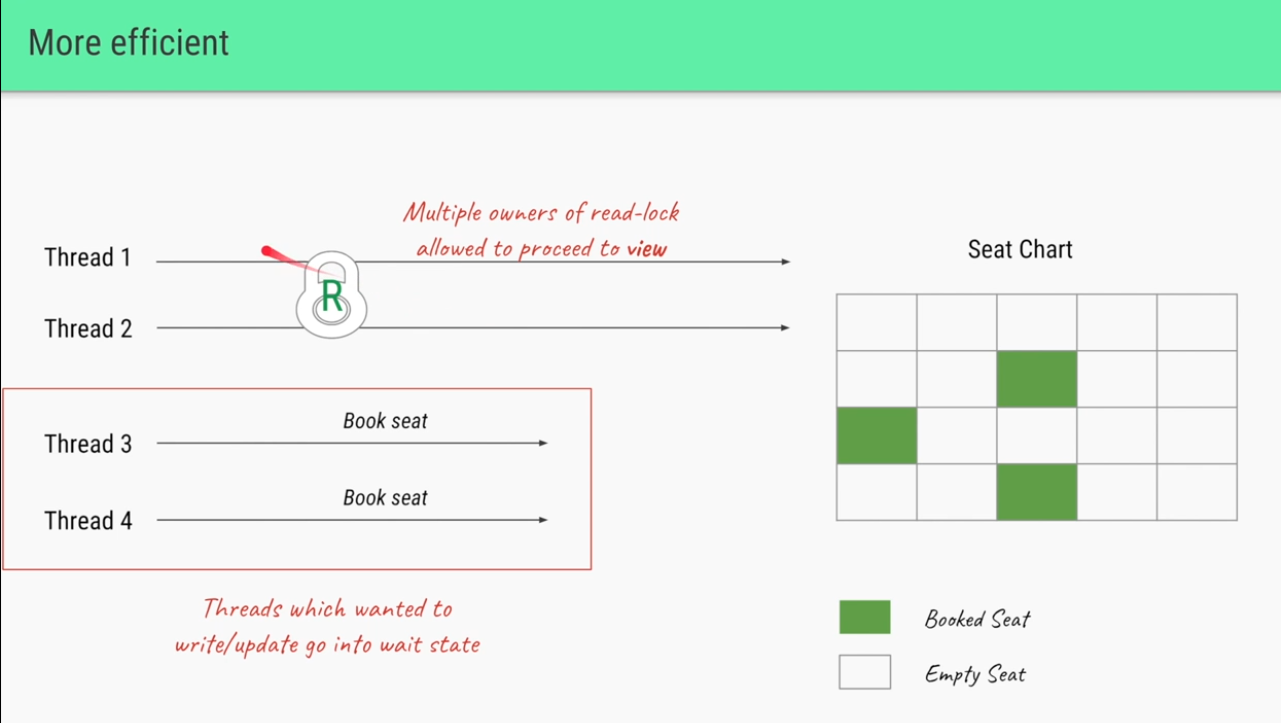 More efficient
Multiple owners of read-lock
allowed to proceed to view
Thread 1
R
Thread 2
Seat Chart
Book seat
Thread 3
Book seat
Thread 4
Threads which wanted to
write/update go into wait state
Booked Seat
Empty Seat